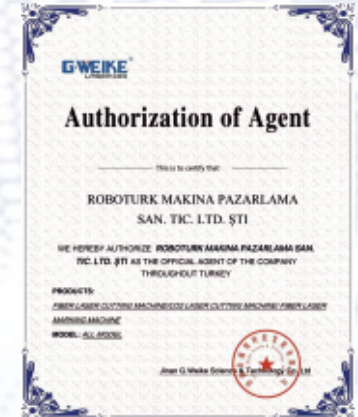 G·WEIKE
LASER
Authorization of Agent
This is to certify that
ROBOTURK MAKINA PAZARLAMA
SAN. TIC. LTD. ŞTI
WE HEREBY AUTHORIZE ROBOTURK MAKINA PAZARLAMA SAN.
TIC. LTD. ŞTI AS THE OFFICIAL AGENT OF THE COMPANY
THROUGHOUT TURKEY
PRODUCTS:
FIBER LASER CUTTING MACHINE/CO2 LASER CUTTING MACHINE/ FIBER LASER
MARKING MACHINE
MODEL: ALL MODEL
Jinan G.Weike Science & Technology Co.,Ltd